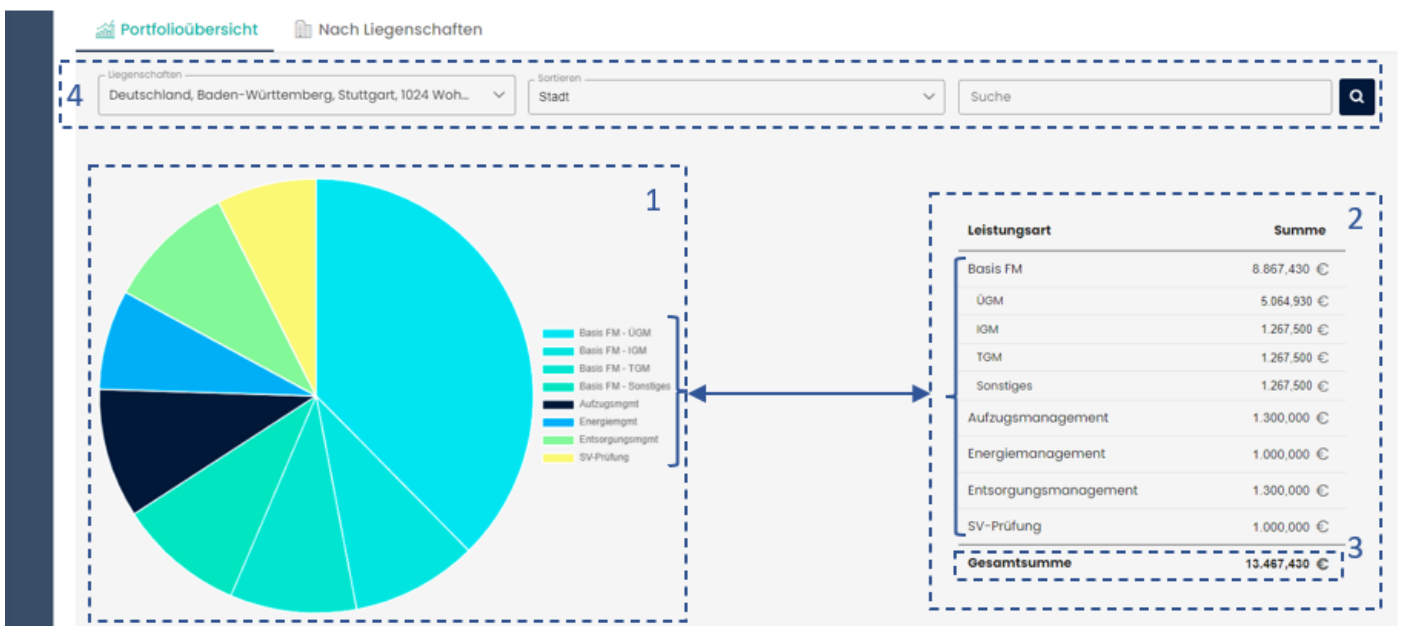 Portfolioübersicht Nach Liegenschaften
Liegenschaften Sortieren
4 Deutschland, Baden-Württemberg, Stuttgart, 1024 Woh... Stadt Suche
1
Basis FM - ÜGM
Basis FM - IGM
Basis FM - TGM
Basis FM - Sonstiges
Aufzugsmgmt
Energiemgmt
Entsorgungsmgmt
SV-Prüfung
2
Leistungsart Summe
Basis FM 8.867,430 €
ÜGM 5.064,930 €
IGM 1.267,500 €
TGM 1.267,500 €
Sonstiges 1.267,500 €
Aufzugsmanagement 1.300,000 €
Energiemanagement 1.000,000 €
Entsorgungsmanagement 1.300,000 €
SV-Prüfung 1.000,000 €
3
Gesamtsumme 13.467,430 €